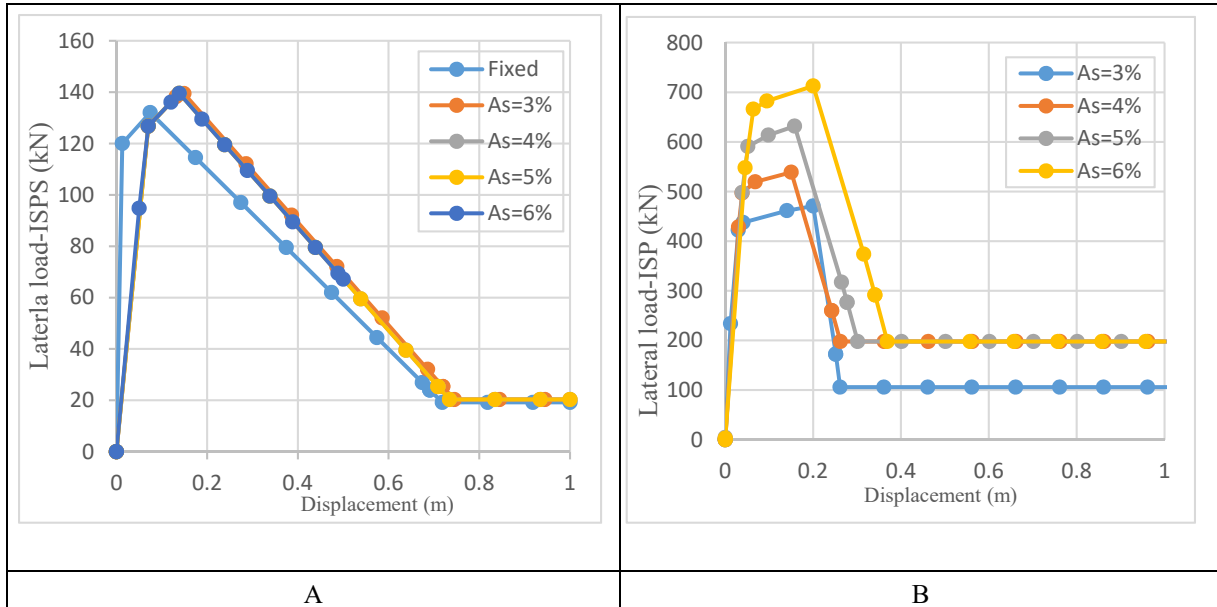 160
140
120
100
80
60
40
20
0
Laterla load-ISPS (kN)
Fixed
As=3%
As=4%
As=5%
As=6%
0 0.2 0.4 0.6 0.8 1
Displacement (m)
A
800
700
600
500
400
300
200
100
0
Lateral load-ISP (kN)
As=3%
As=4%
As=5%
As=6%
0 0.2 0.4 0.6 0.8 1
Displacement (m)
B